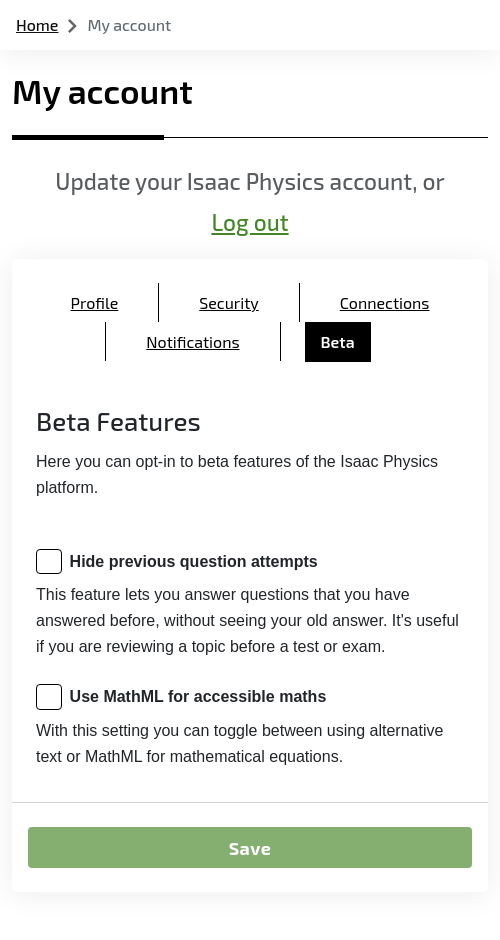 Home My account
My account
Update your Isaac Physics account, or
Log out
Profile Security Connections
Notifications Beta
Beta Features
Here you can opt-in to beta features of the Isaac Physics
platform.
Hide previous question attempts
This feature lets you answer questions that you have
answered before, without seeing your old answer. It's useful
if you are reviewing a topic before a test or exam.
Use MathML for accessible maths
With this setting you can toggle between using alternative
text or MathML for mathematical equations.
Save